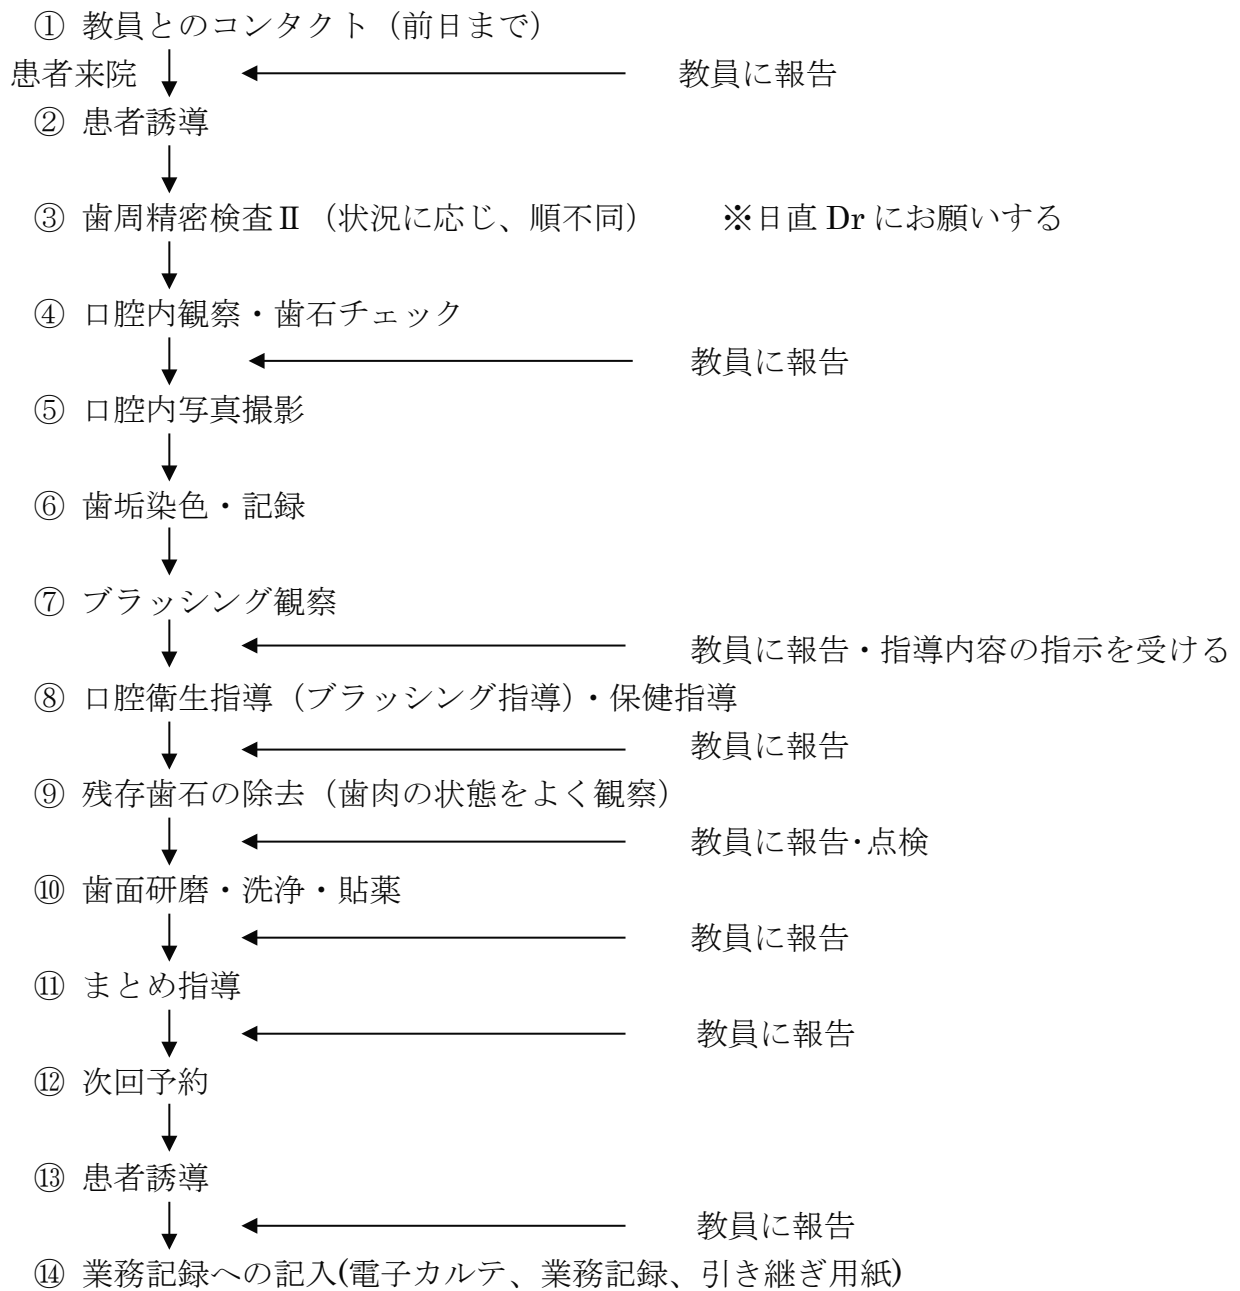 ① 教員とのコンタクト（前日まで）
患者来院 教員に報告
② 患者誘導
③ 歯周精密検査Ⅱ（状況に応じ、順不同） ※日直 Dr にお願いする
④ 口腔内観察・歯石チェック
教員に報告
⑤ 口腔内写真撮影
⑥ 歯垢染色・記録
⑦ ブラッシング観察
教員に報告・指導内容の指示を受ける
⑧ 口腔衛生指導（ブラッシング指導）・保健指導
教員に報告
⑨ 残存歯石の除去（歯肉の状態をよく観察）
教員に報告・点検
⑩ 歯面研磨・洗浄・貼薬
教員に報告
⑪ まとめ指導
教員に報告
⑫ 次回予約
⑬ 患者誘導
教員に報告
⑭ 業務記録への記入(電子カルテ、業務記録、引き継ぎ用紙)